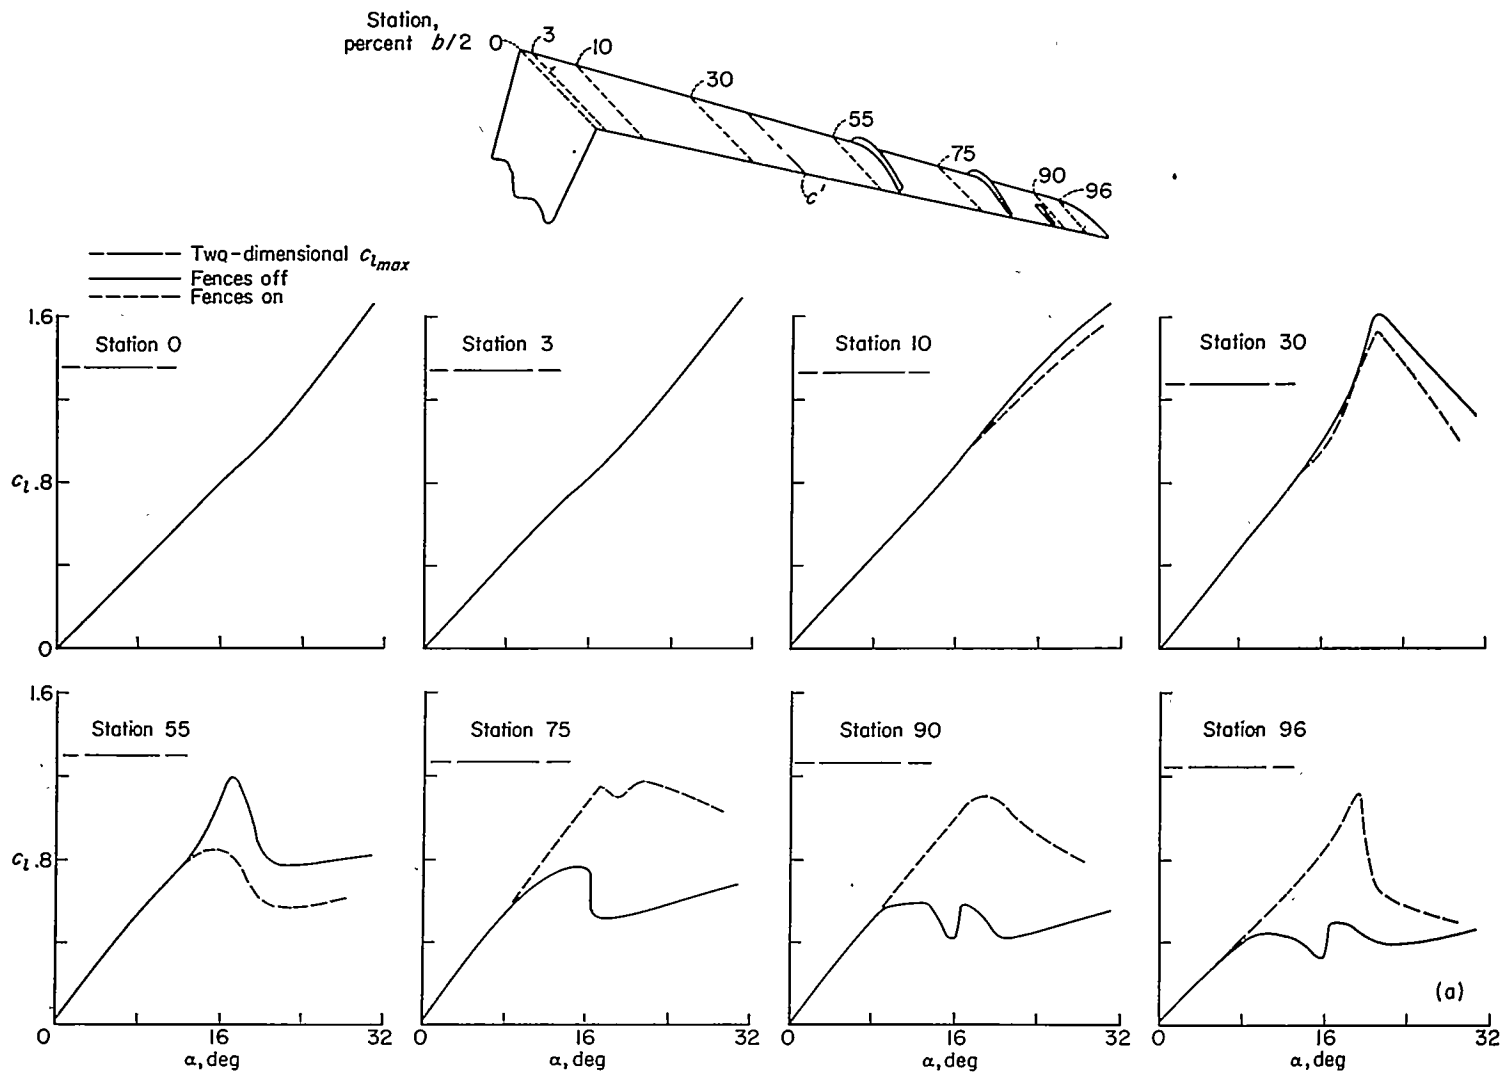 Station,
percent b/2
0 3 10 30 55 75 90 96
c'
Two-dimensional c_{l_{max}}
Fences off
Fences on
1.6
Station 0
Station 3
Station 10
Station 30
c_l .8
0
1.6
Station 55
Station 75
Station 90
Station 96
c_l .8
(a)
0 16 32 0 16 32 0 16 32 0 16 32
α, deg α, deg α, deg α, deg